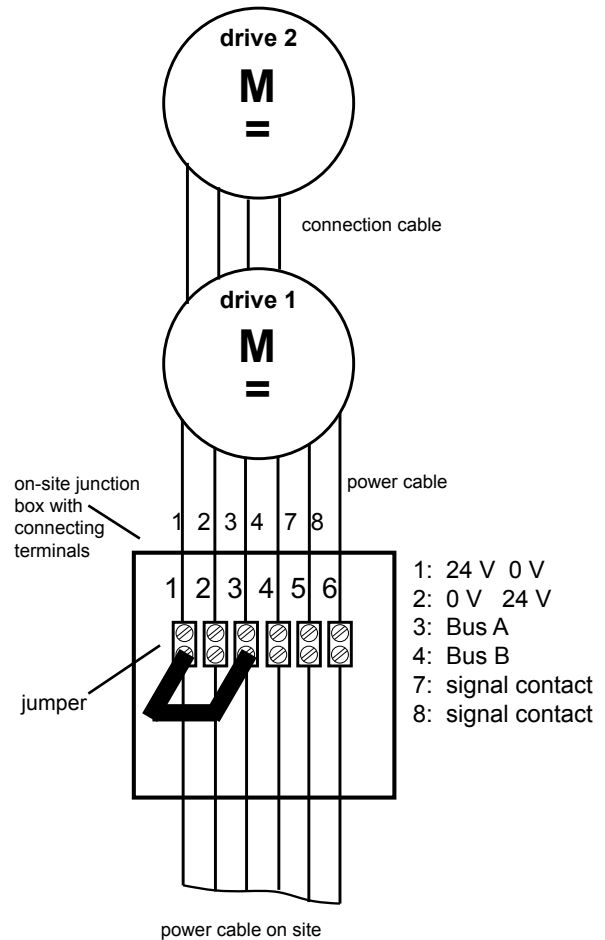 drive 2
M
=
connection cable
drive 1
M
=
on-site junction
box with
connecting
terminals
power cable
1 2 3 4 7 8
1 2 3 4 5 6
jumper
1: 24 V 0 V
2: 0 V 24 V
3: Bus A
4: Bus B
7: signal contact
8: signal contact
power cable on site